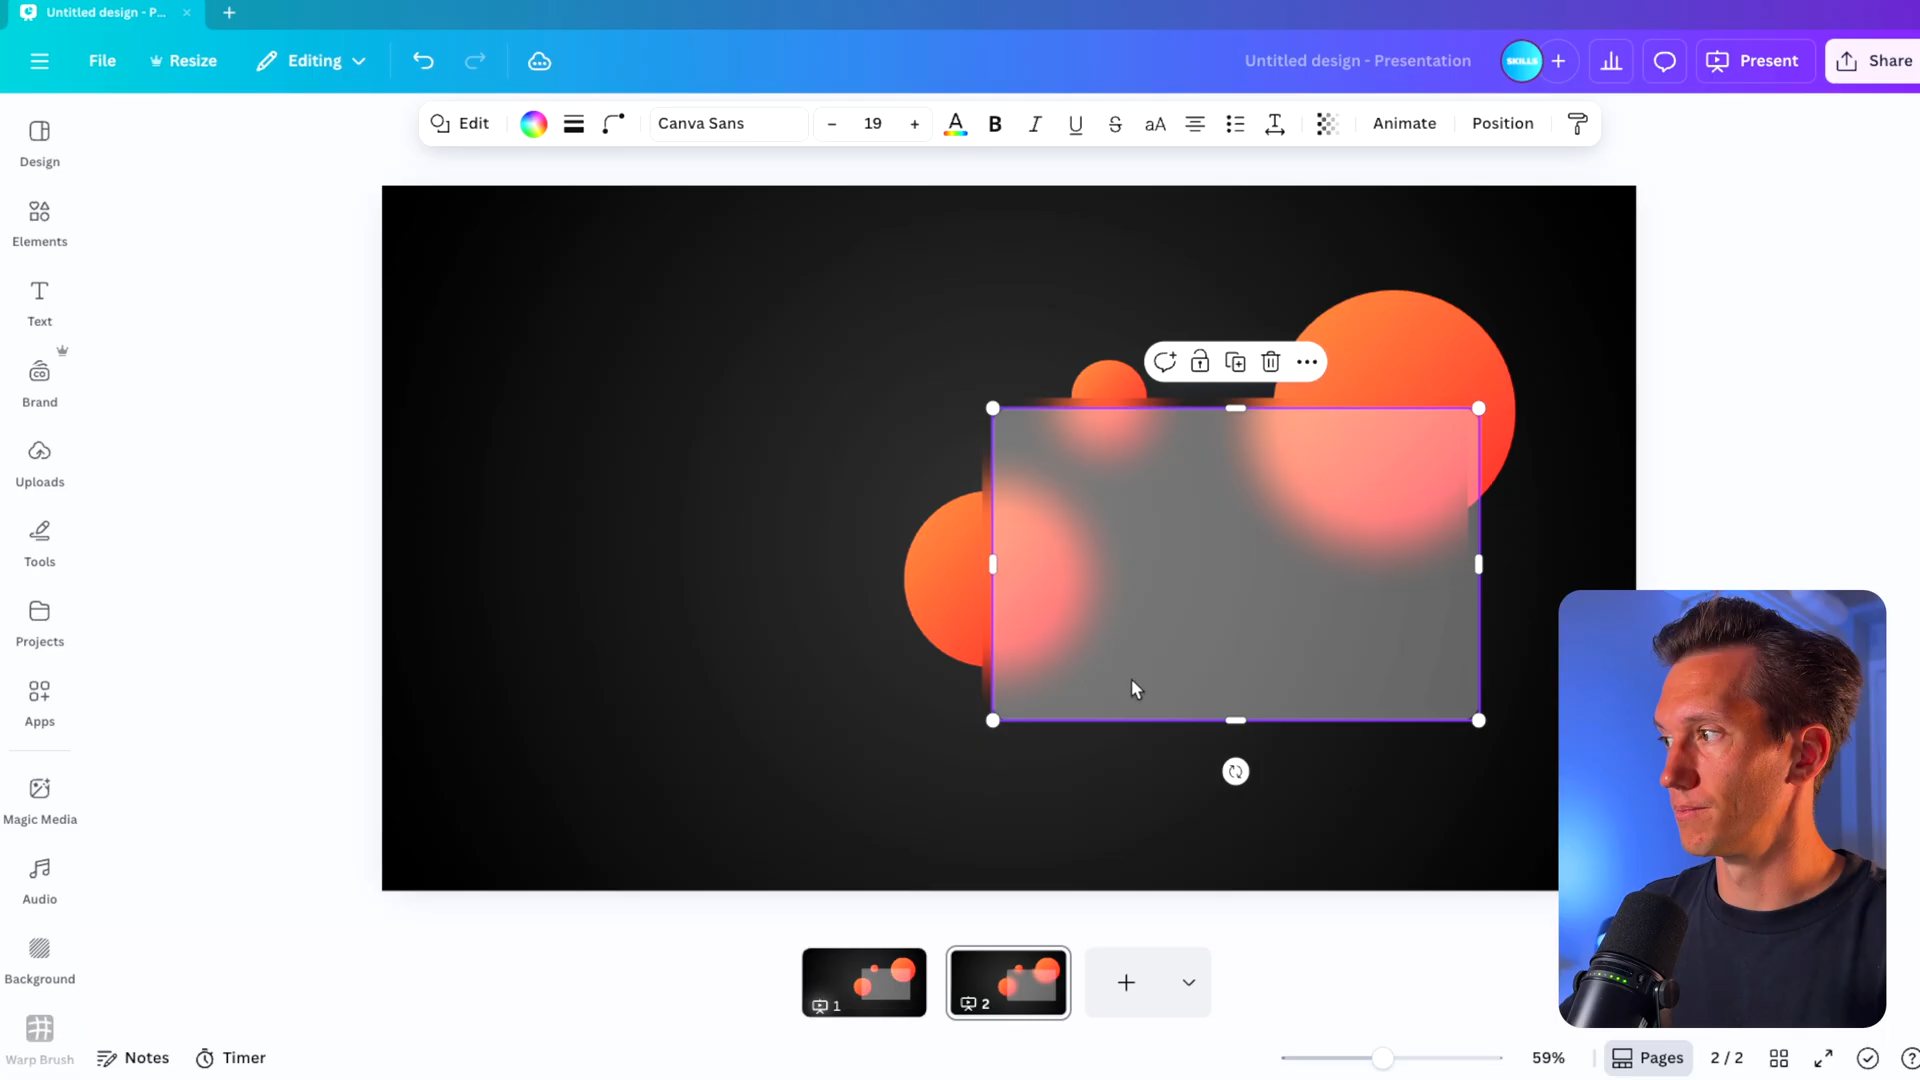 Untitled design - P...
File
Resize
Editing
Untitled design - Presentation
SKILLS
Present
Share
Edit
Canva Sans
19
A
B
I
U
S
aA
Animate
Position
Design
Elements
Text
Brand
Uploads
Tools
Projects
Apps
Magic Media
Audio
Background
Warp Brush
1
2
Notes
Timer
59%
Pages
2 / 2